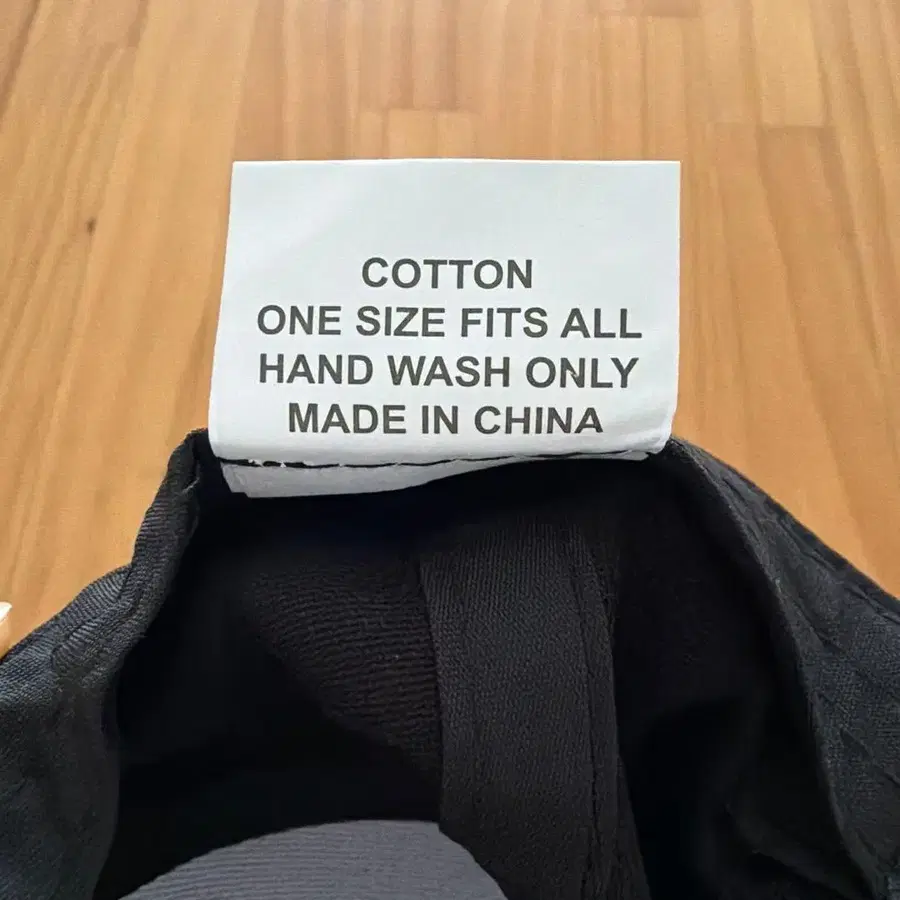 COTTON
ONE SIZE FITS ALL
HAND WASH ONLY
MADE IN CHINA